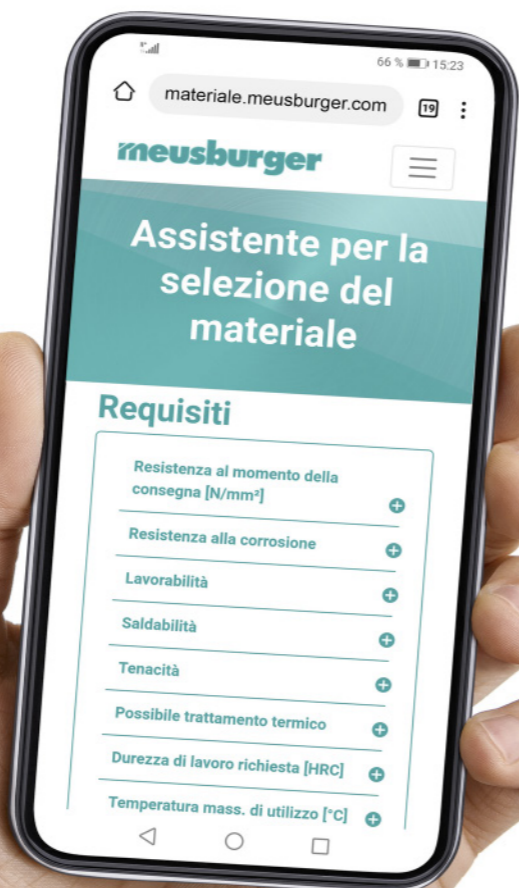 66 % 15:23
materiale.meusburger.com
19
meusburger
Assistente per la
selezione del
materiale
Requisiti
Resistenza al momento della
consegna [N/mm²]
Resistenza alla corrosione
Lavorabilità
Saldabilità
Tenacità
Possibile trattamento termico
Durezza di lavoro richiesta [HRC]
Temperatura mass. di utilizzo [°C]